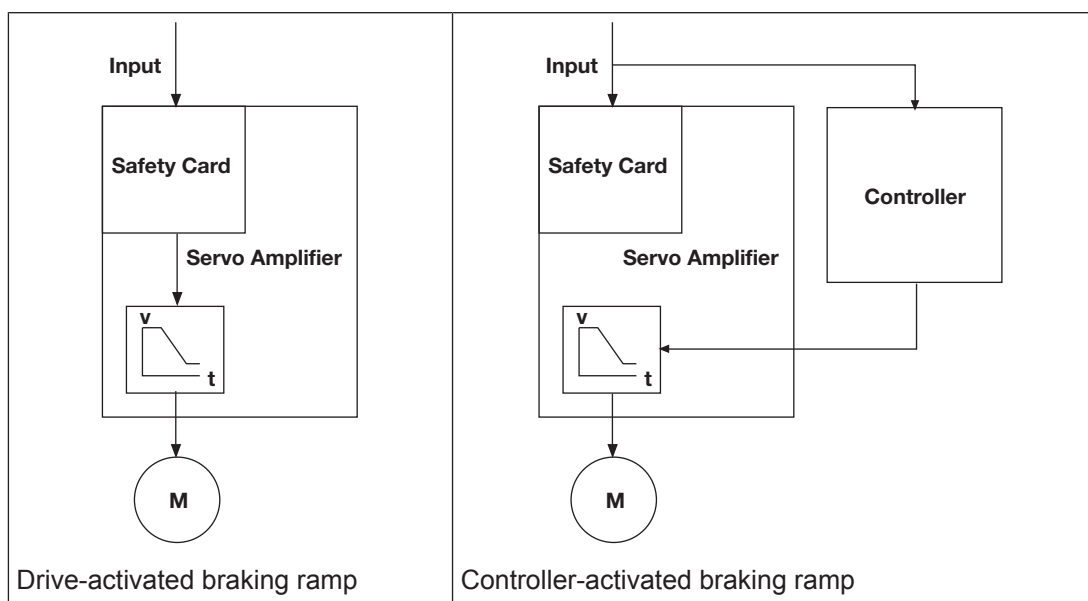 Input
Safety Card
Servo Amplifier
v
t
M
Drive-activated braking ramp
Input
Safety Card
Controller
Servo Amplifier
v
t
M
Controller-activated braking ramp